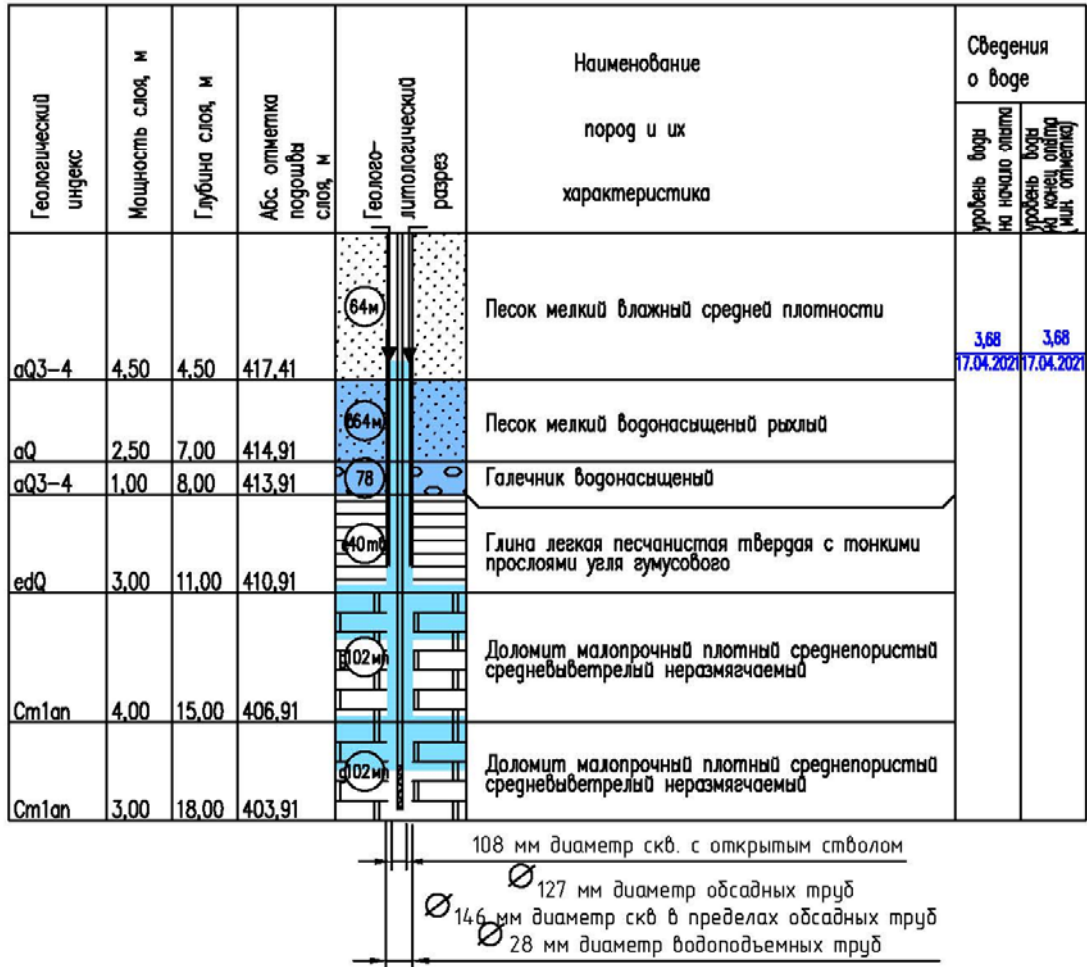 Геологический
индекс
Мощность слоя, м
Глубина слоя, м
Абс. отметка
подошвы
слоя, м
Геолого-
литологический
разрез
Наименование
пород и их
характеристика
Сведения
о воде
уровень воды
на начало опыта
уровень воды
на конец опыта
(мин. отметка)
64м
Песок мелкий влажный средней плотности
3,68
3,68
17.04.2021
17.04.2021
aQ3-4
4,50
4,50
417,41
64м
Песок мелкий водонасыщеный рыхлый
aQ
2,50
7,00
414,91
78
Галечник водонасыщеный
aQ3-4
1,00
8,00
413,91
Глина легкая песчанистая твердая с тонкими
прослоями угля гумусового
edQ
3,00
11,00
410,91
102мп
Доломит малопрочный плотный среднепористый
средневыветрелый неразмягчаемый
Cm1an
4,00
15,00
406,91
102мп
Доломит малопрочный плотный среднепористый
средневыветрелый неразмягчаемый
Cm1an
3,00
18,00
403,91
108 мм диаметр скв. с открытым стволом
127 мм диаметр обсадных труб
146 мм диаметр скв в пределах обсадных труб
28 мм диаметр водоподъемных труб